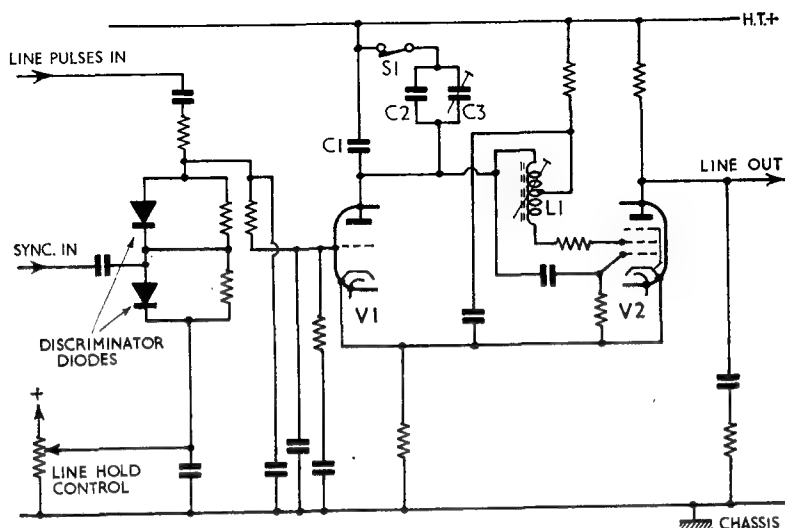 H.T.+
LINE PULSES IN
S1
C2
C3
C1
LINE OUT
L1
SYNC. IN
V1
V2
DISCRIMINATOR
DIODES
+
LINE HOLD
CONTROL
CHASSIS